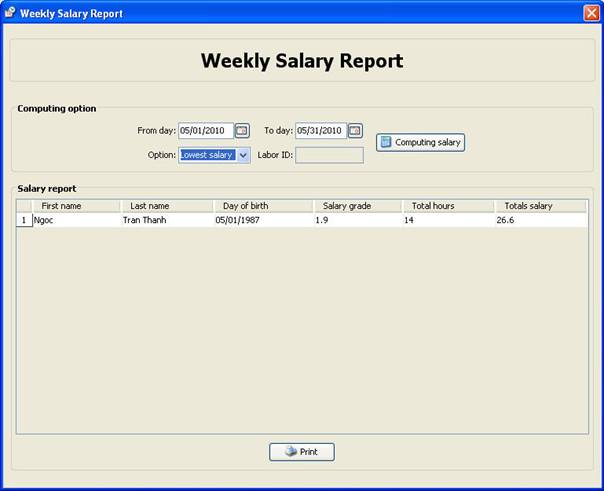 Weekly Salary Report
Weekly Salary Report
Computing option
From day: 05/01/2010 To day: 05/31/2010
Computing salary
Option: Lowest salary Labor ID:
Salary report
First name Last name Day of birth Salary grade Total hours Totals salary
1 Ngoc Tran Thanh 05/01/1987 1.9 14 26.6
Print